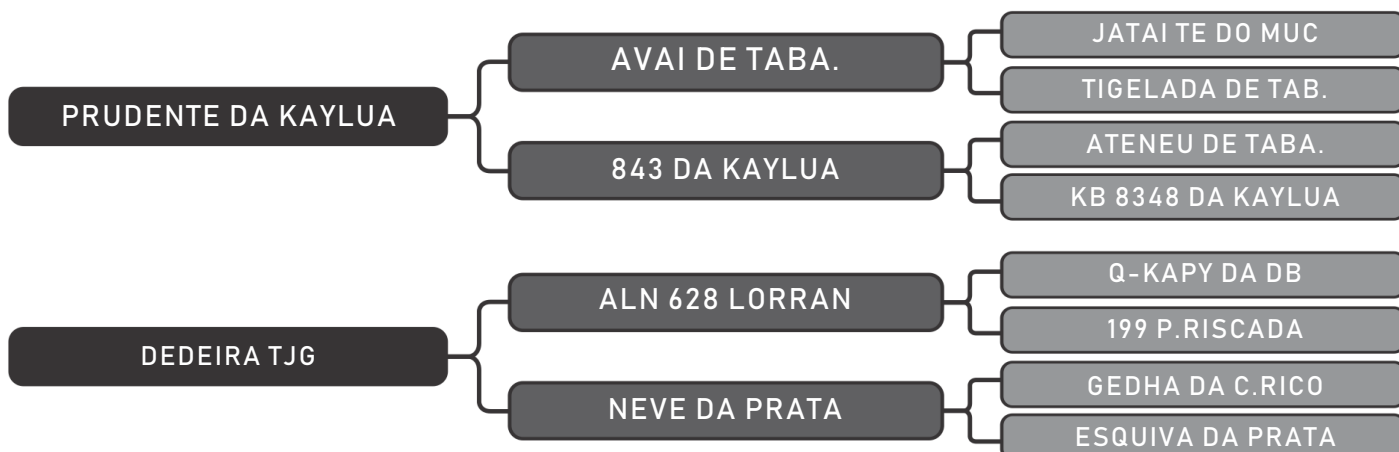 PRUDENTE DA KAYLUA
AVAI DE TABA.
JATAI TE DO MUC
TIGELADA DE TAB.
843 DA KAYLUA
ATENEU DE TABA.
KB 8348 DA KAYLUA
DEDEIRA TJG
ALN 628 LORRAN
Q-KAPY DA DB
199 P.RISCADA
NEVE DA PRATA
GEDHA DA C.RICO
ESQUIVA DA PRATA